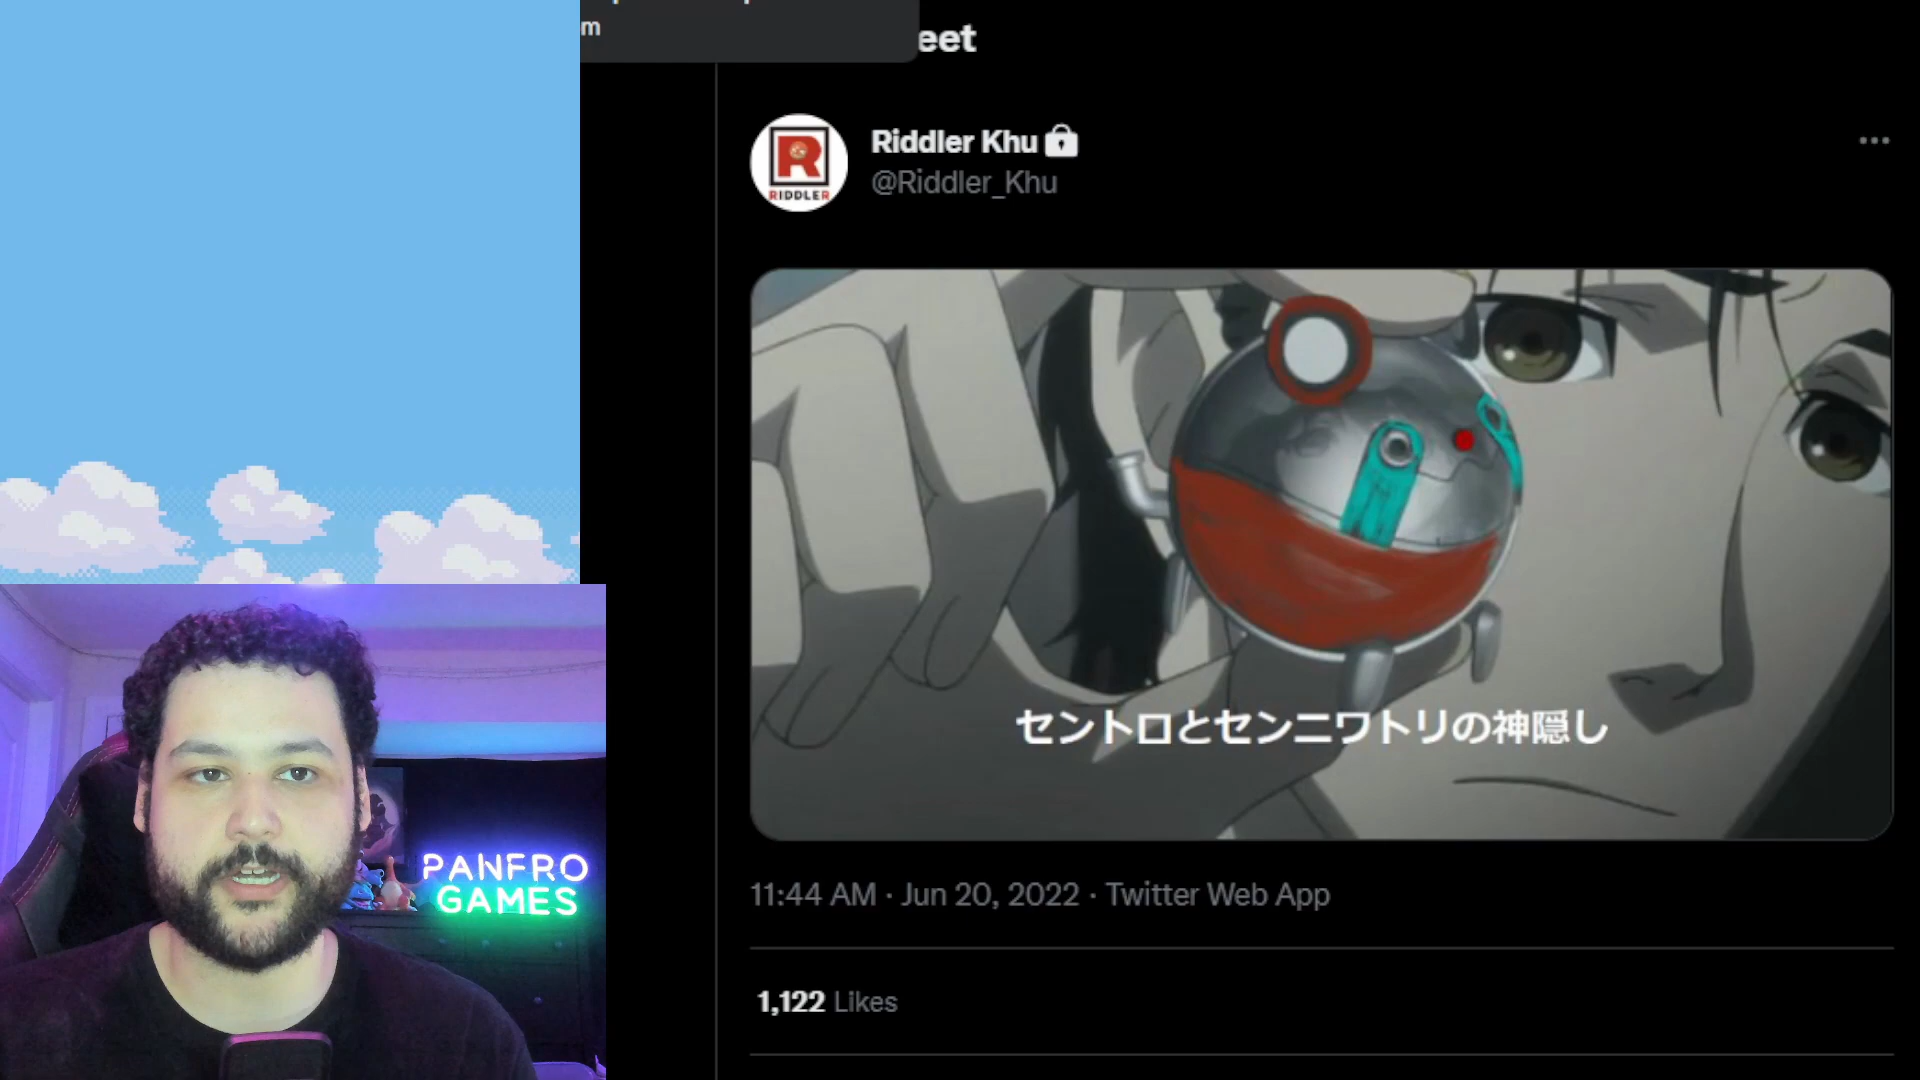 m
eet
Riddler Khu
@Riddler_Khu
R
RIDDLER
セントロとセンニワトリの神隠し
11:44 AM · Jun 20, 2022 · Twitter Web App
1,122 Likes
PANFRO
GAMES